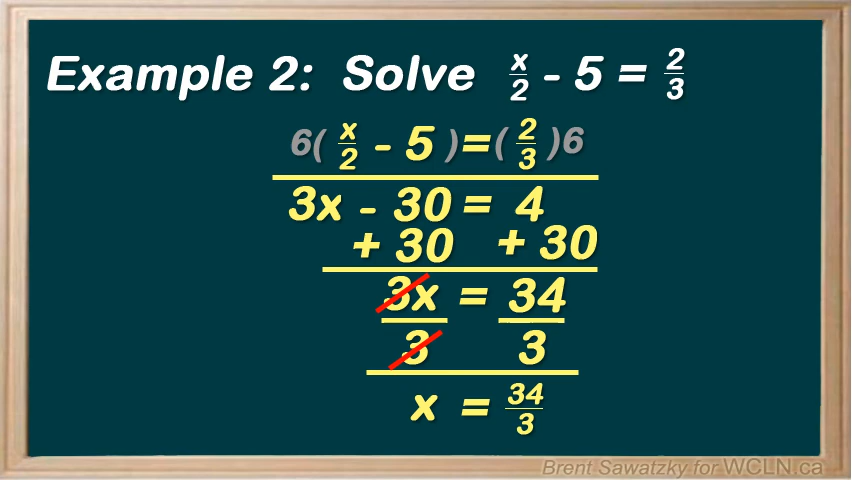 Example 2: Solve x/2 - 5 = 2/3
6( x/2 - 5 ) = ( 2/3 )6
3x - 30 = 4
+ 30 + 30
3x = 34
3 3
x = 34/3
Brent Sawatzky for WCLN.ca